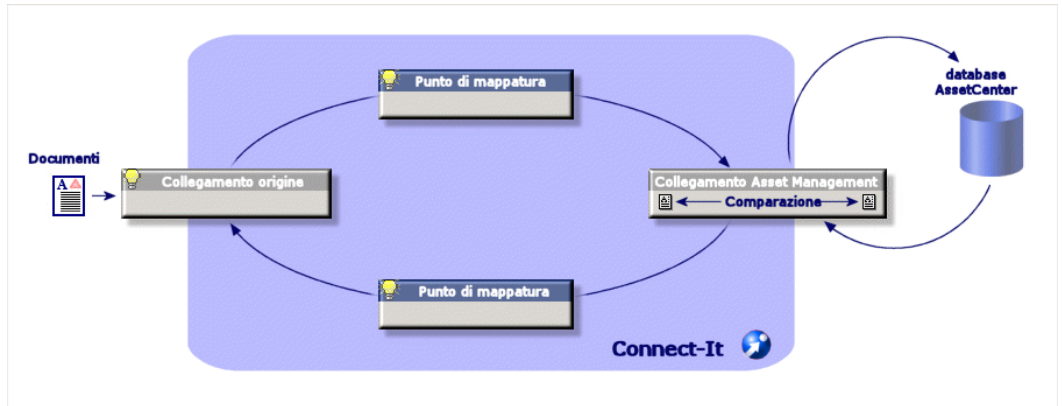 Punto di mappatura
database
AssetCenter
Documenti
A
Collegamento origine
Collegamento Asset Management
Comparazione
Punto di mappatura
Connect-It